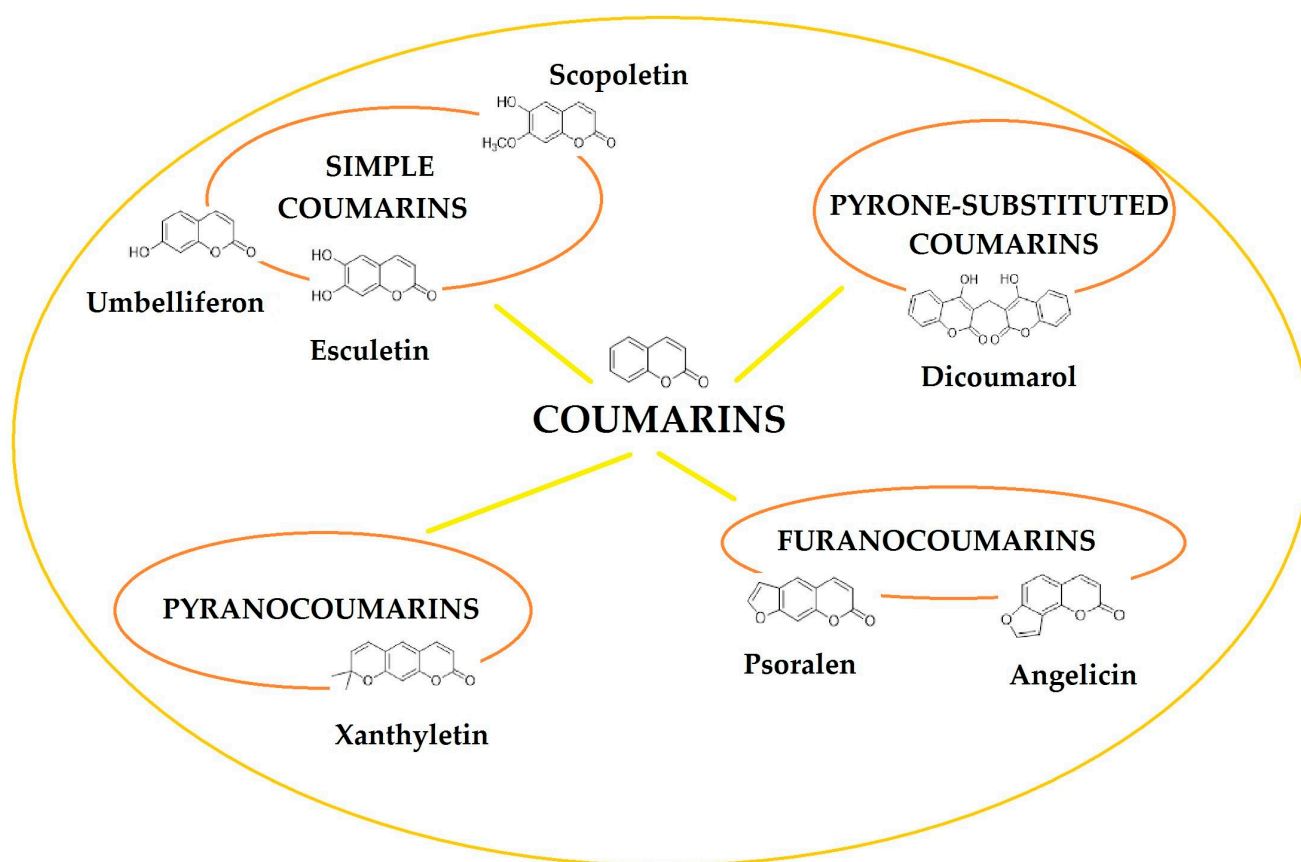 Scopoletin
HO
H₃CO
O
O
SIMPLE
COUMARINS
HO
O
O
Umbelliferon
HO
HO
O
O
Esculetin
PYRONE-SUBSTITUTED
COUMARINS
OH
HO
O
O
O
O
Dicoumarol
O
O
COUMARINS
PYRANOCOUMARINS
O
O
O
Xanthyletin
FURANOCOUMARINS
O
O
O
Psoralen
O
O
O
Angelicin